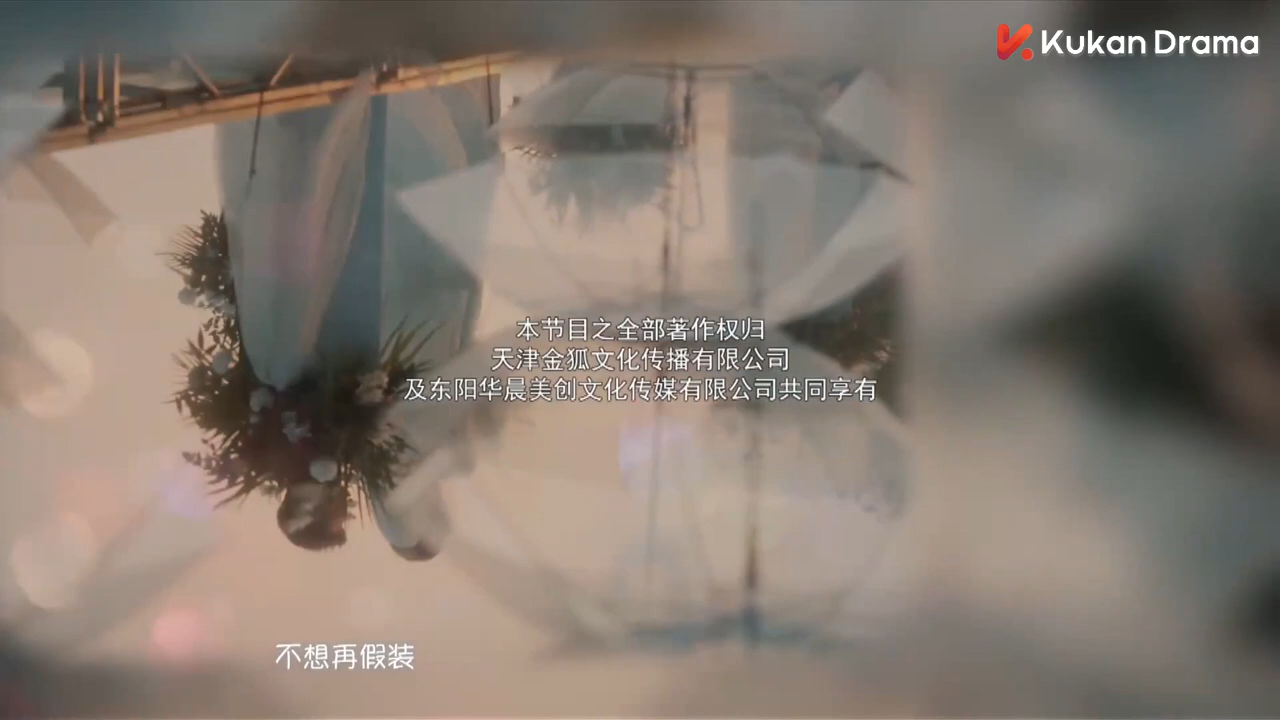 Kukan Drama
本节目之全部著作权归
天津金狐文化传播有限公司
及东阳华晨美创文化传媒有限公司共同享有
不想再假装